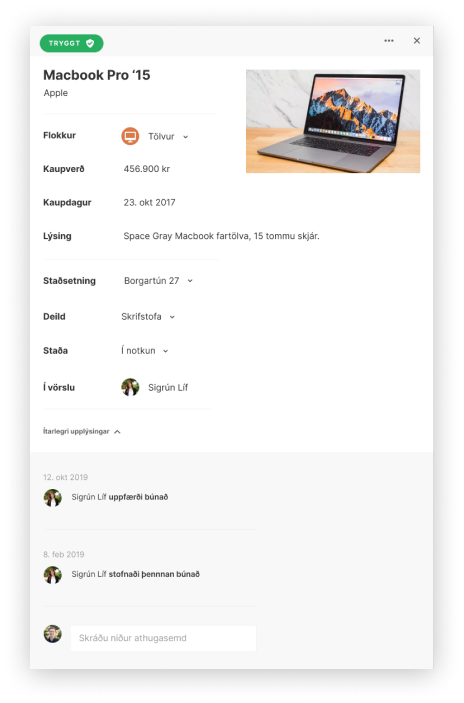 TRYGGT
Macbook Pro ‘15
Apple
Flokkur Tölvur
Kaupverð 456.900 kr
Kaupdagur 23. okt 2017
Lýsing Space Gray Macbook fartölva, 15 tommu skjár.
Staðsetning Borgartún 27
Deild Skrifstofa
Staða Í notkun
Í vörslu Sigrún Líf
Ítarlegri upplýsingar
12. okt 2019
Sigrún Líf uppfærði búnað
8. feb 2019
Sigrún Líf stofnaði þennnan búnað
Skráðu niður athugasemd